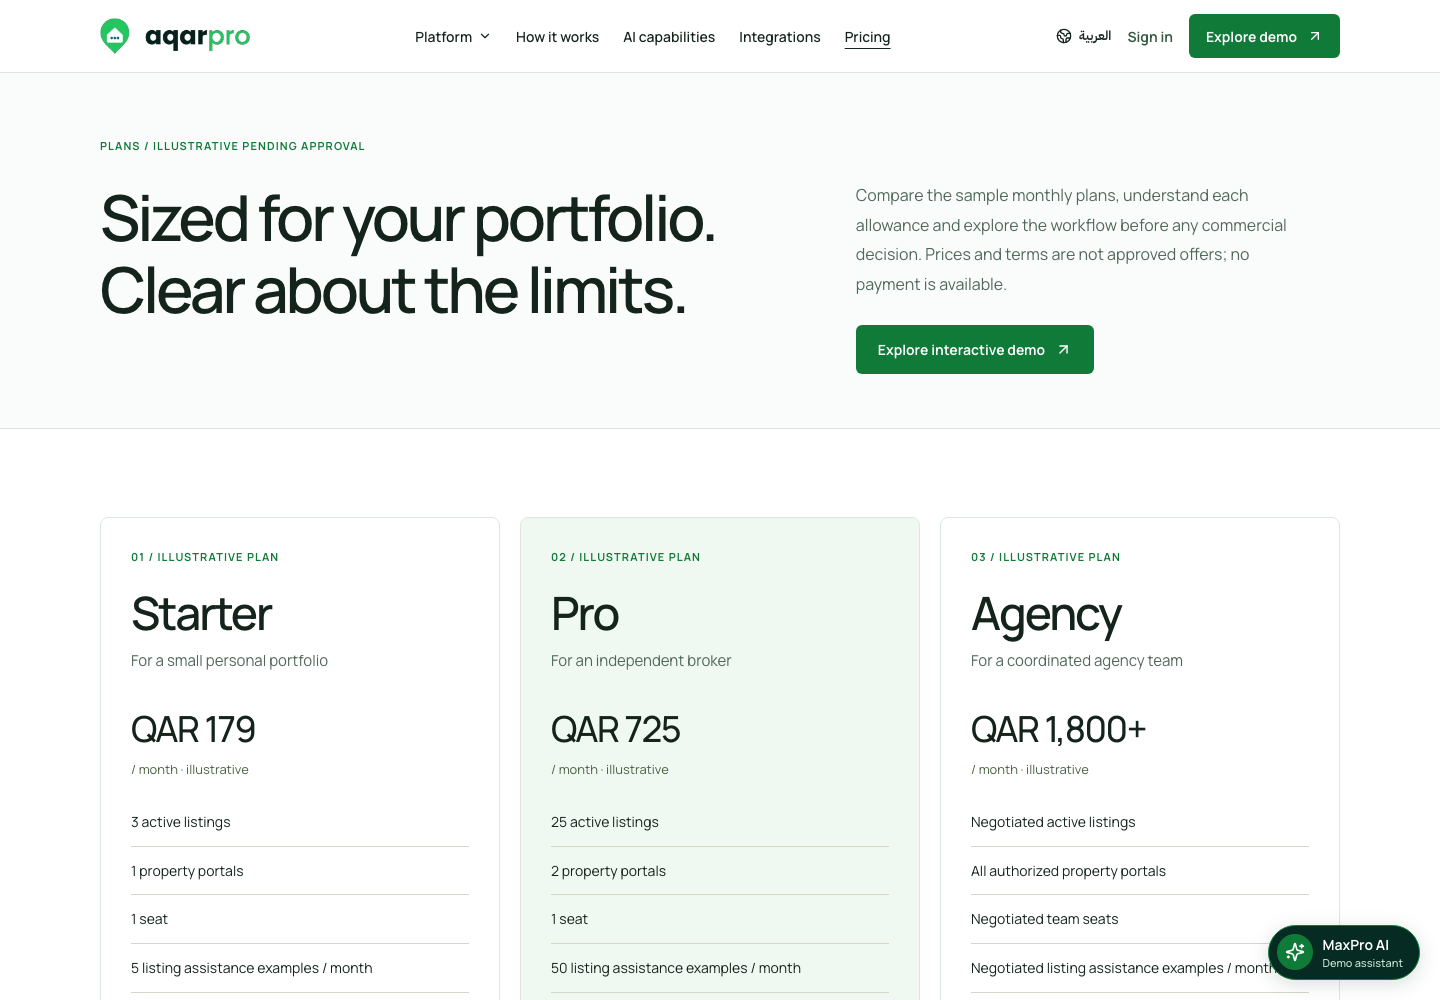 aqarpro
Platform
How it works
AI capabilities
Integrations
Pricing
العربية
Sign in
Explore demo
PLANS / ILLUSTRATIVE PENDING APPROVAL
Sized for your portfolio.
Clear about the limits.
Compare the sample monthly plans, understand each
allowance and explore the workflow before any commercial
decision. Prices and terms are not approved offers; no
payment is available.
Explore interactive demo
01 / ILLUSTRATIVE PLAN
Starter
For a small personal portfolio
QAR 179
/ month · illustrative
3 active listings
1 property portals
1 seat
5 listing assistance examples / month
02 / ILLUSTRATIVE PLAN
Pro
For an independent broker
QAR 725
/ month · illustrative
25 active listings
2 property portals
1 seat
50 listing assistance examples / month
03 / ILLUSTRATIVE PLAN
Agency
For a coordinated agency team
QAR 1,800+
/ month · illustrative
Negotiated active listings
All authorized property portals
Negotiated team seats
Negotiated listing assistance examples / month
MaxPro AI
Demo assistant